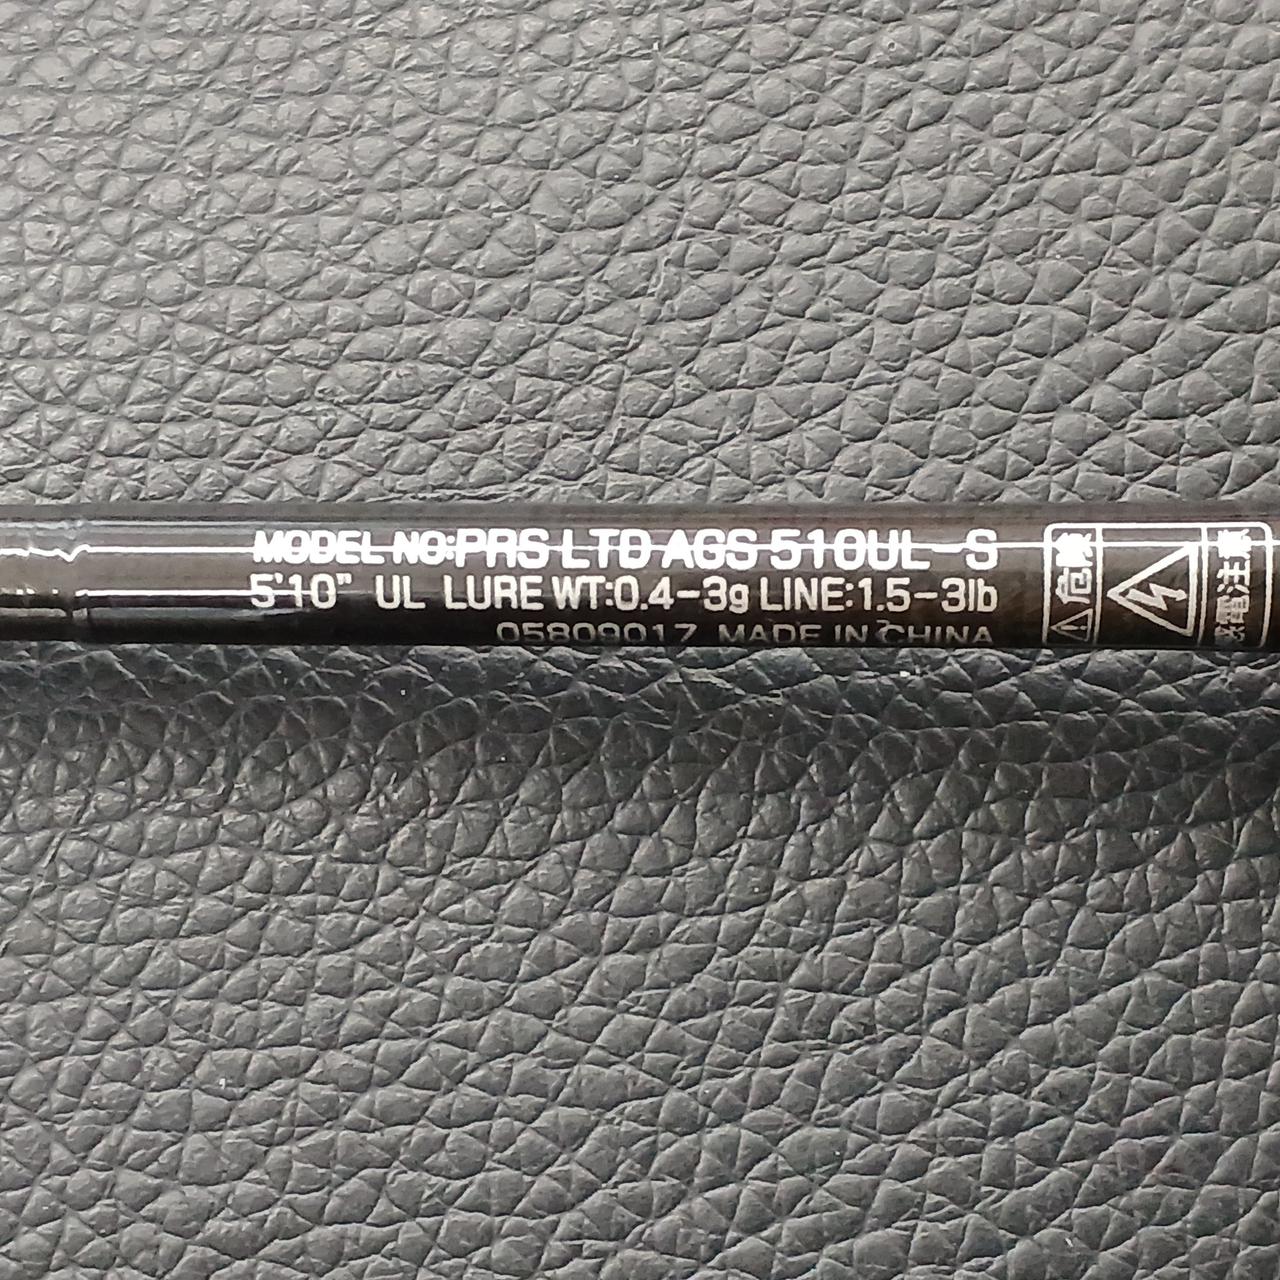 MODEL NO:PRS LTD AGS 510UL-S
5'10" UL LURE WT:0.4-3g LINE:1.5-3lb
05809017 MADE IN CHINA
⚠危険
感電注意